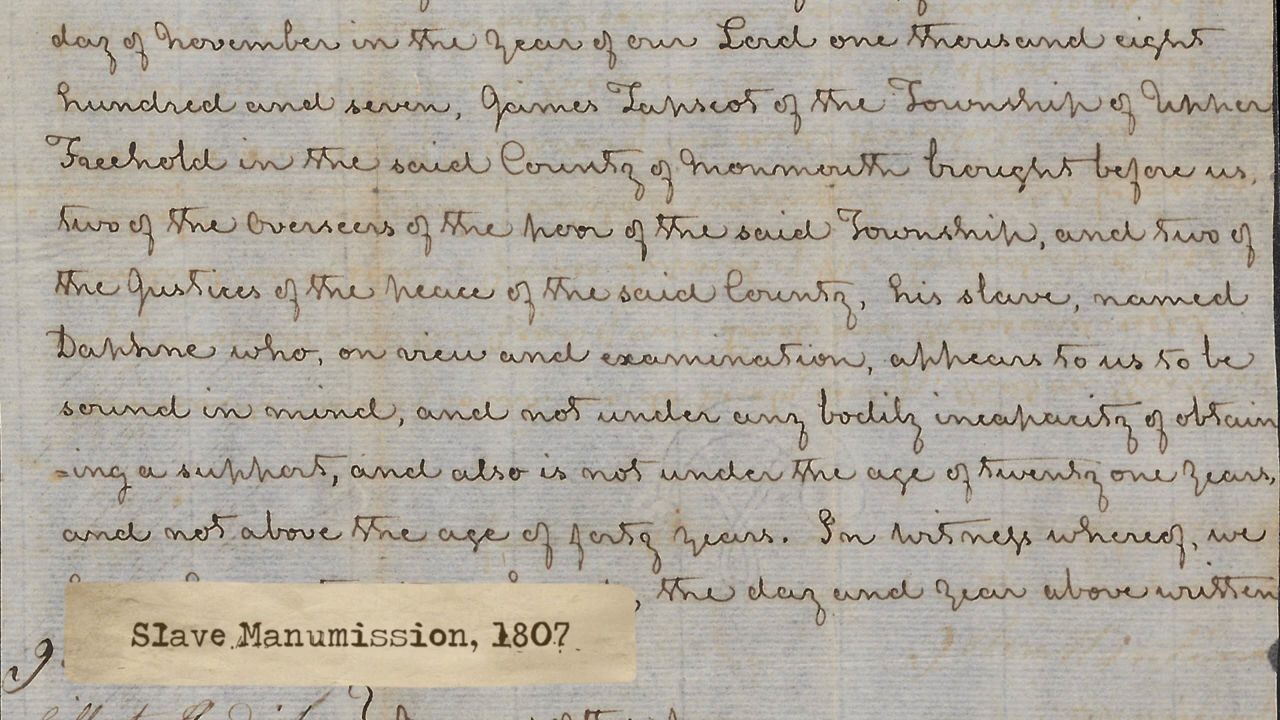 day of November in the year of our Lord one thousand eight
hundred and seven, James Tapscot of the Township of Upper
Freehold in the said County of Monmouth brought before us,
two of the Overseers of the poor of the said Township, and two of
the Justices of the peace of the said County, his slave, named
Daphne who, on view and examination, appears to us to be
sound in mind, and not under any bodily incapacity of obtain
=ing a support, and also is not under the age of twenty one years,
and not above the age of forty years. In witness whereof, we
, the day and year above written
Slave Manumission, 1807